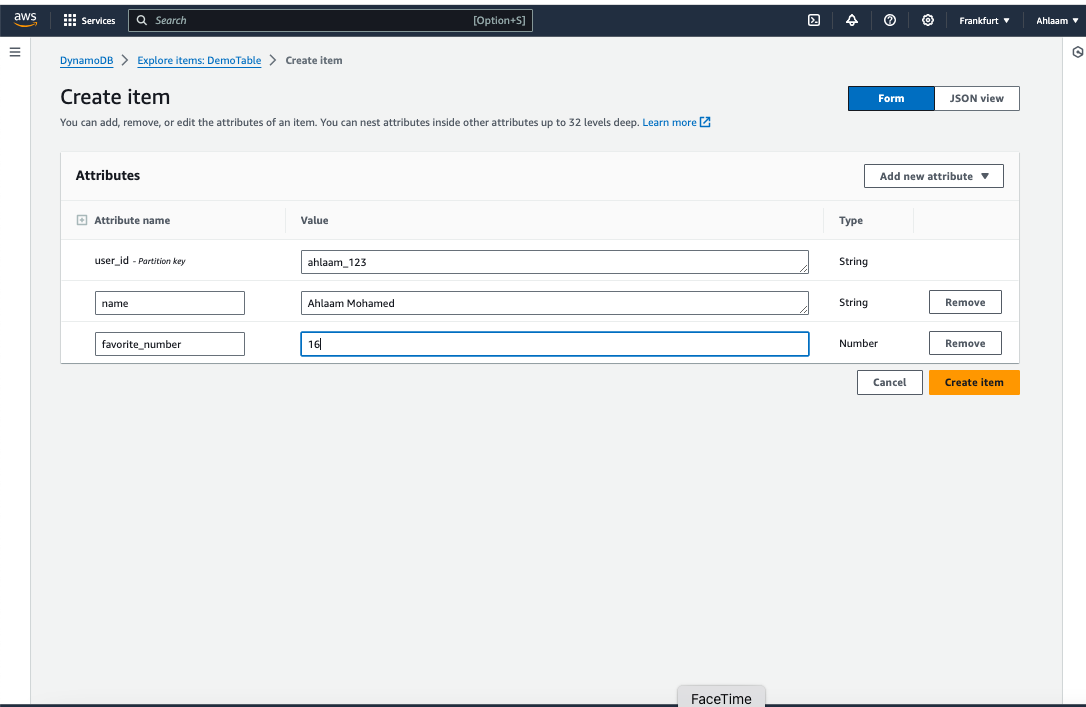 aws Services Search [Option+S] Frankfurt ▼ Ahlaam ▼
DynamoDB > Explore items: DemoTable > Create item
Create item
Form JSON view
You can add, remove, or edit the attributes of an item. You can nest attributes inside other attributes up to 32 levels deep. Learn more
Attributes
Add new attribute ▼
Attribute name Value Type
user_id - Partition key ahlaam_123 String
name Ahlaam Mohamed String Remove
favorite_number 16 Number Remove
Cancel Create item
FaceTime